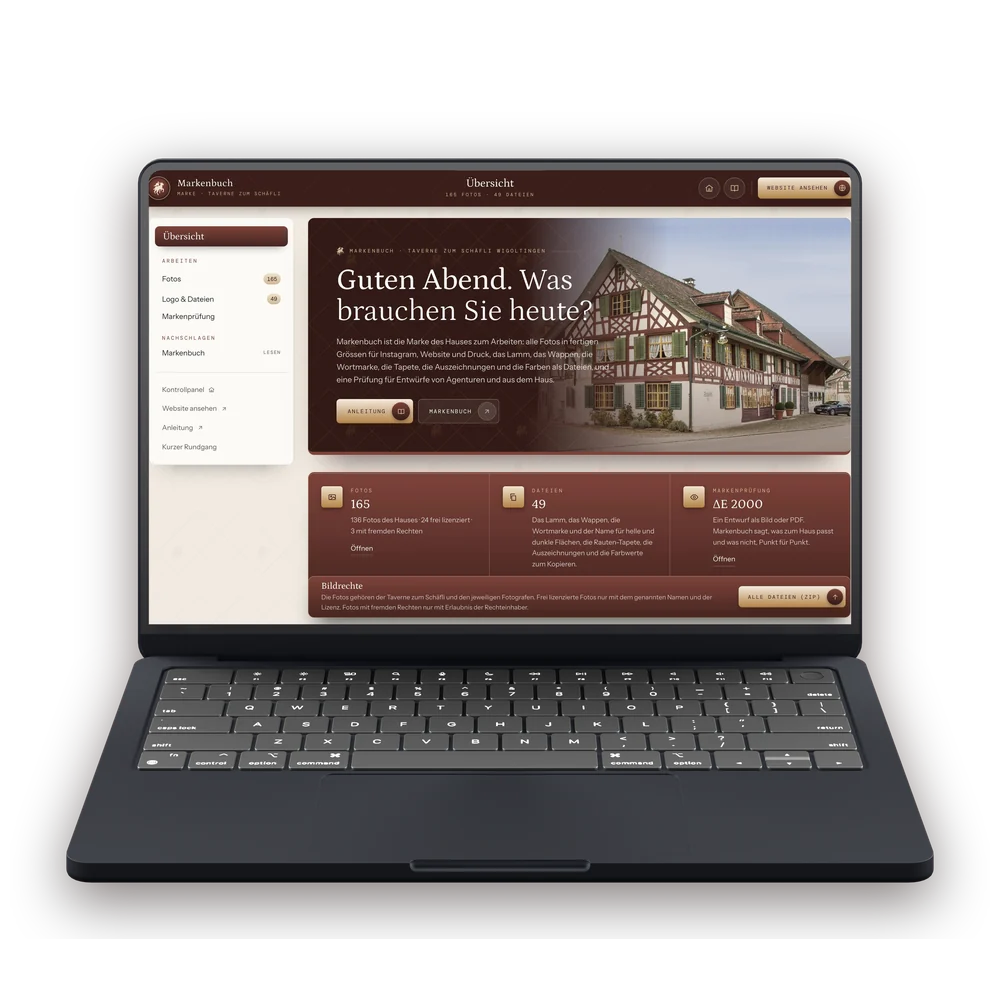 Markenbuch
MARKE · TAVERNE ZUM SCHÄFLI
Übersicht
165 FOTOS · 49 DATEIEN
WEBSITE ANSEHEN
Übersicht
ARBEITEN
Fotos 165
Logo & Dateien 49
Markenprüfung
NACHSCHLAGEN
Markenbuch LESEN
Kontrollpanel
Website ansehen ↗
Anleitung ↗
Kurzer Rundgang
MARKENBUCH · TAVERNE ZUM SCHÄFLI WIGOLTINGEN
Guten Abend. Was
brauchen Sie heute?
Markenbuch ist die Marke des Hauses zum Arbeiten: alle Fotos in fertigen
Grössen für Instagram, Website und Druck, das Lamm, das Wappen, die
Wortmarke, die Tapete, die Auszeichnungen und die Farben als Dateien, und
eine Prüfung für Entwürfe von Agenturen und aus dem Haus.
ANLEITUNG
MARKENBUCH ↗
FOTOS
165
136 Fotos des Hauses · 24 frei lizenziert ·
3 mit fremden Rechten
Öffnen
DATEIEN
49
Das Lamm, das Wappen, die
Wortmarke und der Name für helle und
dunkle Flächen, die Rauten-Tapete, die
Auszeichnungen und die Farbwerte
zum Kopieren.
MARKENPRÜFUNG
ΔE 2000
Ein Entwurf als Bild oder PDF.
Markenbuch sagt, was zum Haus passt
und was nicht, Punkt für Punkt.
Öffnen
Bildrechte
Die Fotos gehören der Taverne zum Schäfli und den jeweiligen Fotografen. Frei lizenzierte Fotos nur mit dem genannten Namen und der
Lizenz. Fotos mit fremden Rechten nur mit Erlaubnis der Rechteinhaber.
ALLE DATEIEN (ZIP)
esc
~ 1 2 3 4 5 6 7 8 9 0 delete
tab Q W E R T Y U I O P { [ } ] | \
caps lock A S D F G H J K L : ; " ' return
shift Z X C V B N M < , > . ? / shift
fn control option command command option